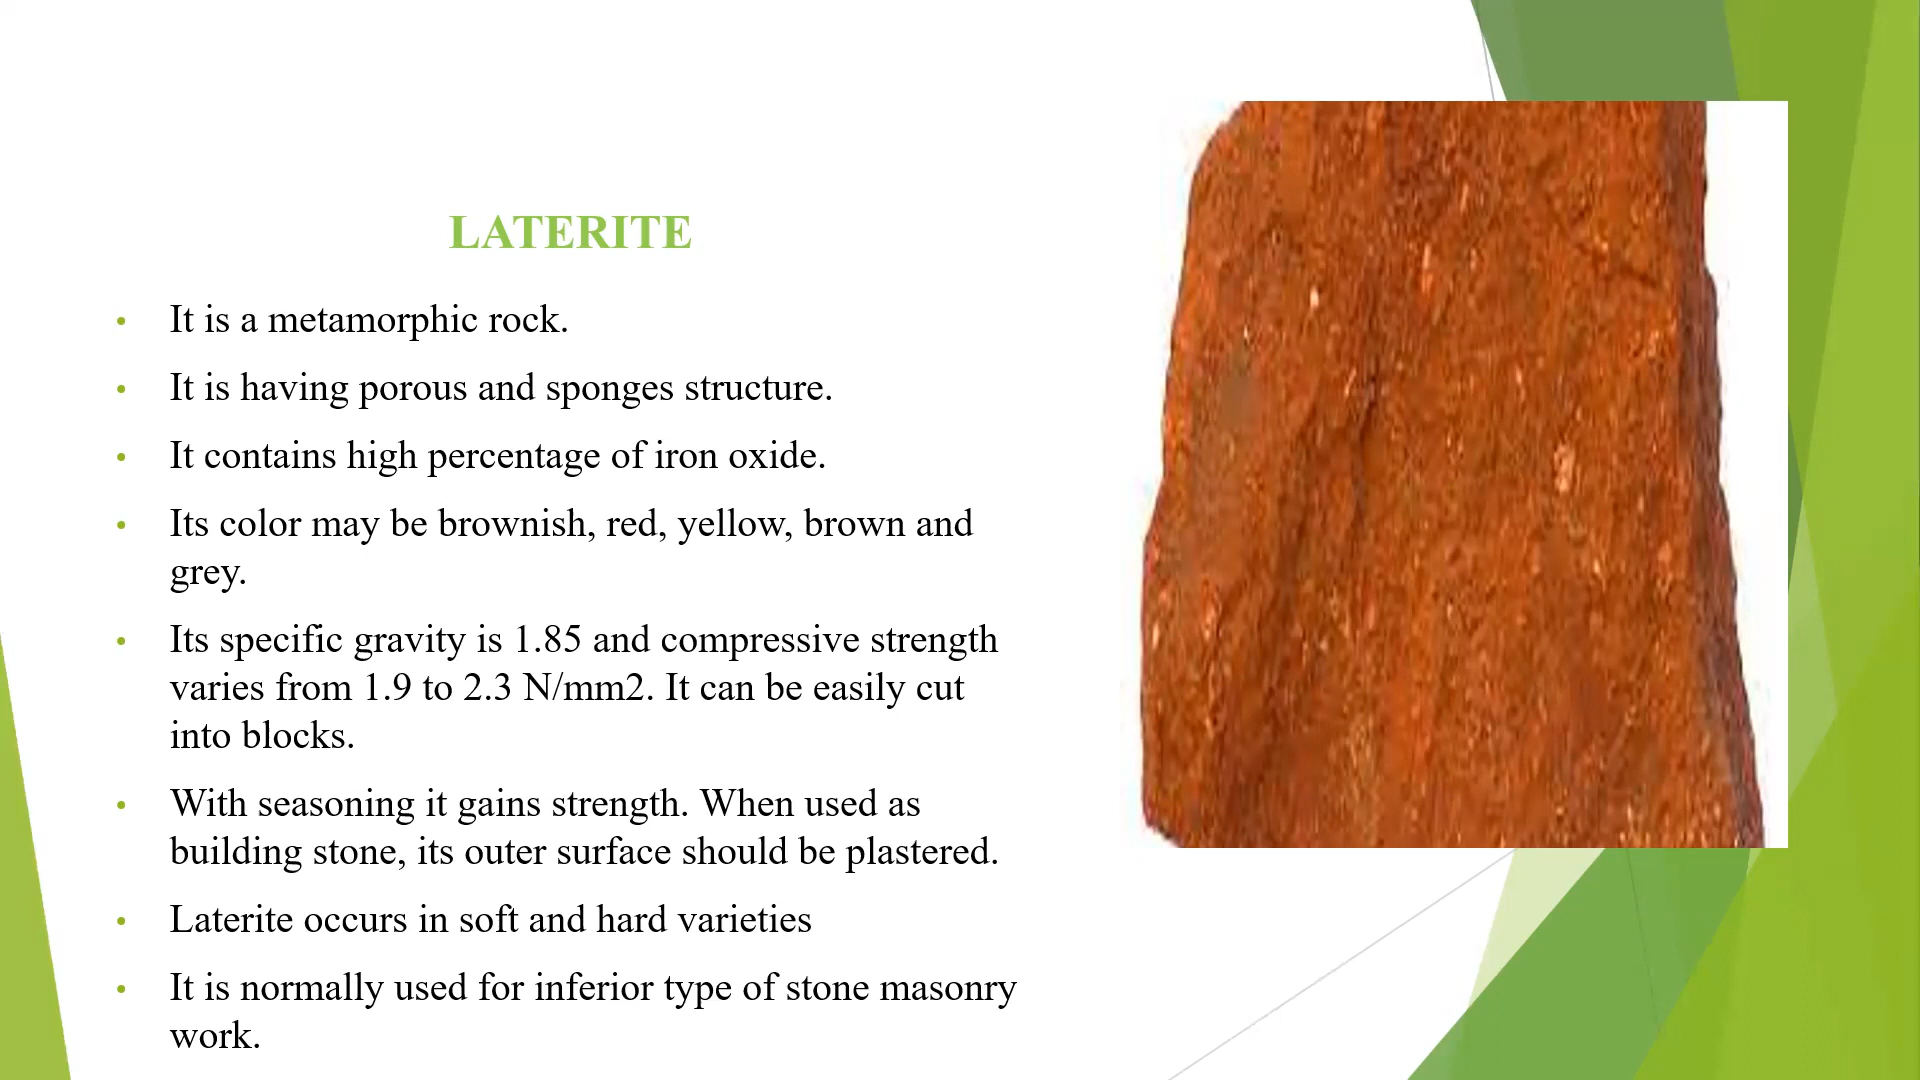 LATERITE
• It is a metamorphic rock.
• It is having porous and sponges structure.
• It contains high percentage of iron oxide.
• Its color may be brownish, red, yellow, brown and
grey.
• Its specific gravity is 1.85 and compressive strength
varies from 1.9 to 2.3 N/mm2. It can be easily cut
into blocks.
• With seasoning it gains strength. When used as
building stone, its outer surface should be plastered.
• Laterite occurs in soft and hard varieties
• It is normally used for inferior type of stone masonry
work.